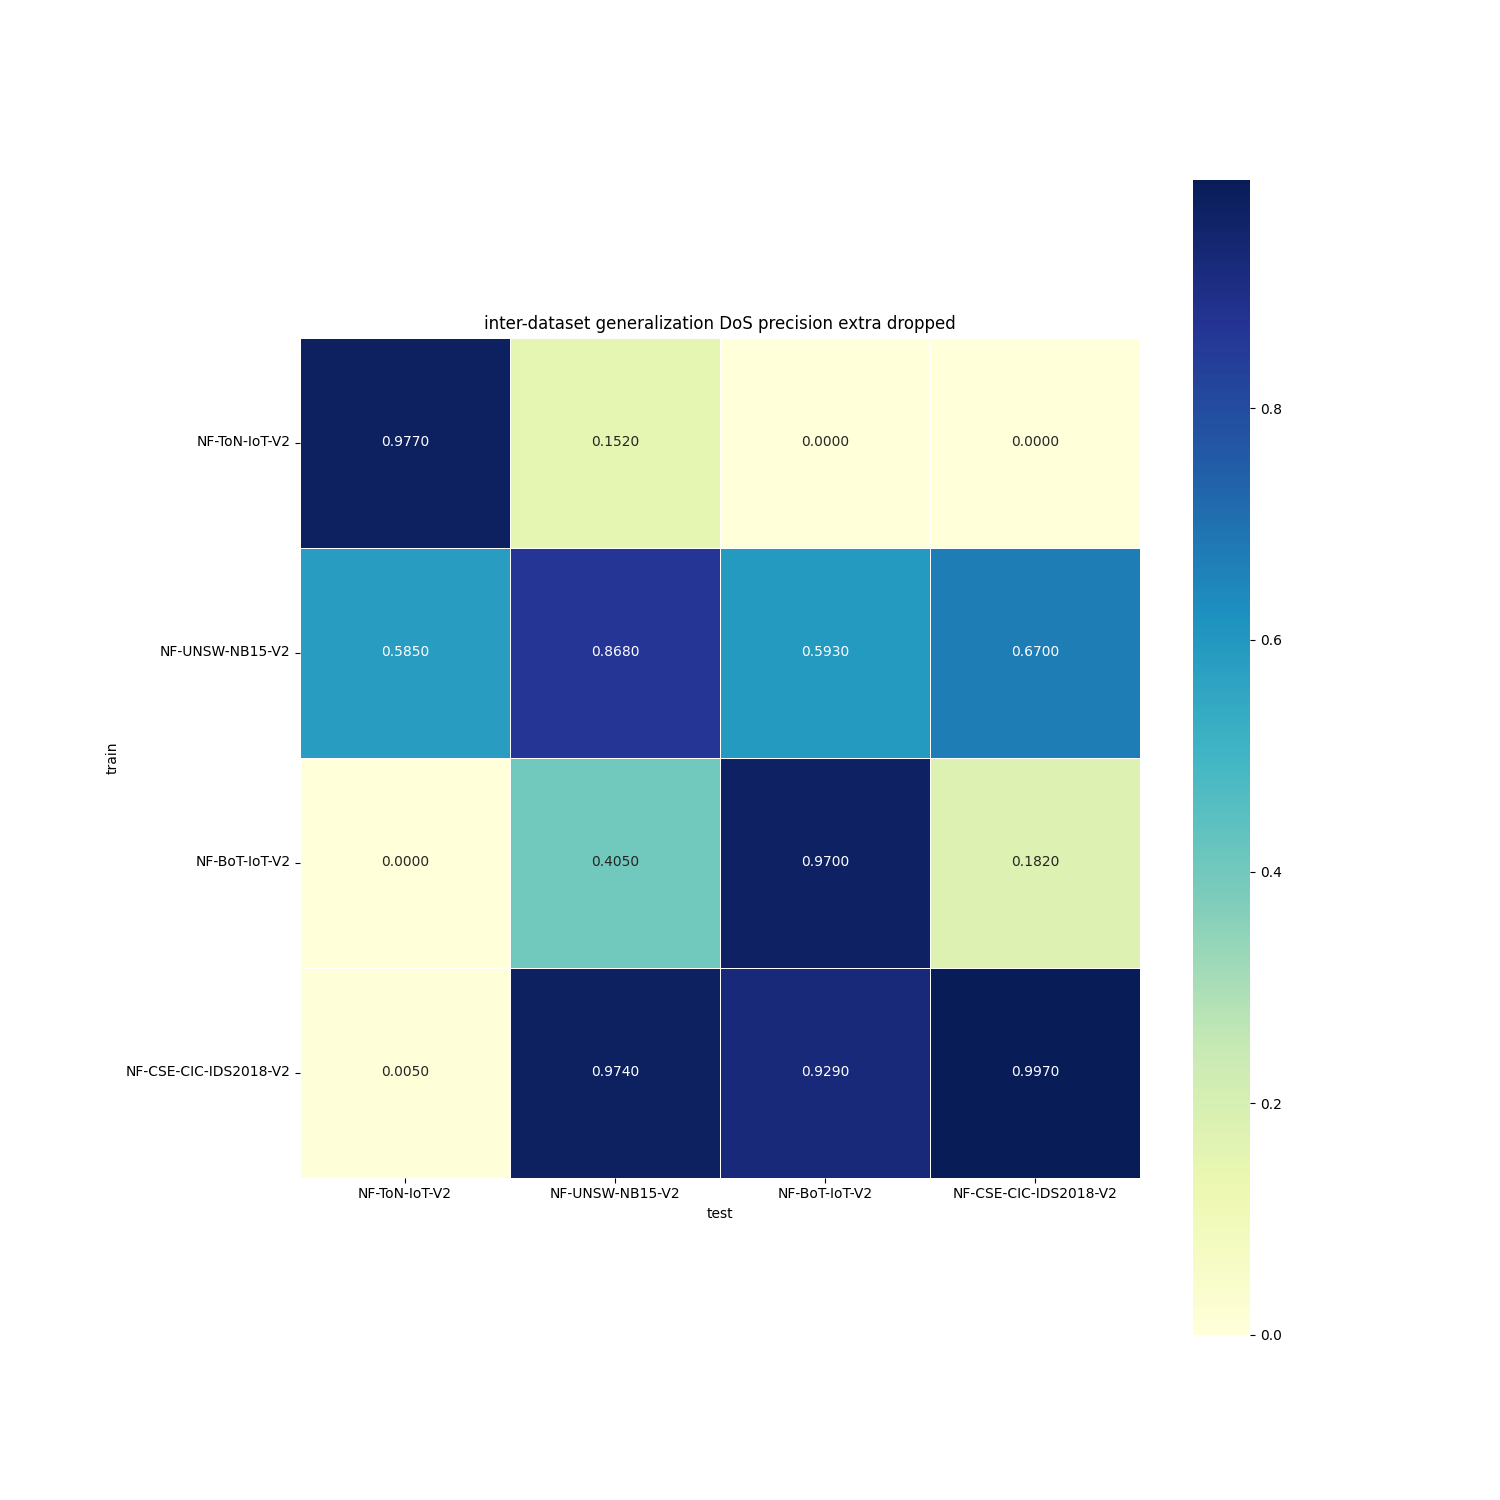 inter-dataset generalization DoS precision extra dropped
train
NF-ToN-IoT-V2 0.9770 0.1520 0.0000 0.0000
NF-UNSW-NB15-V2 0.5850 0.8680 0.5930 0.6700
NF-BoT-IoT-V2 0.0000 0.4050 0.9700 0.1820
NF-CSE-CIC-IDS2018-V2 0.0050 0.9740 0.9290 0.9970
NF-ToN-IoT-V2 NF-UNSW-NB15-V2 NF-BoT-IoT-V2 NF-CSE-CIC-IDS2018-V2
test
0.8
0.6
0.4
0.2
0.0